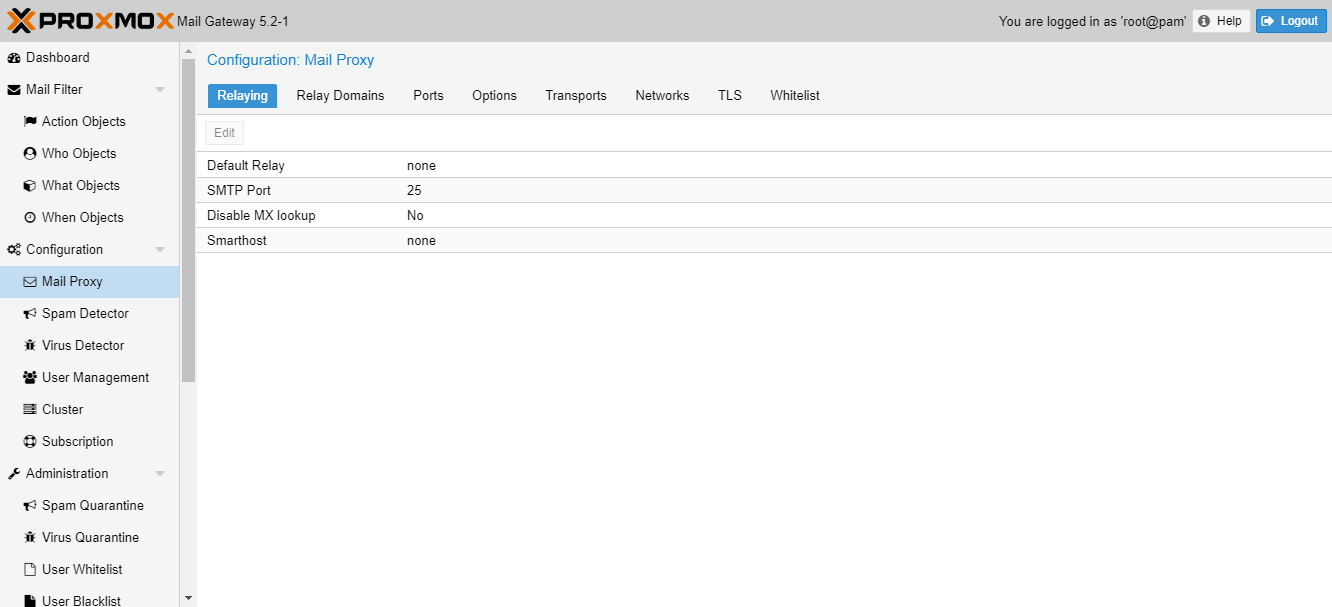 PROXMOX Mail Gateway 5.2-1
You are logged in as 'root@pam'
Help
Logout
Dashboard
Mail Filter
Action Objects
Who Objects
What Objects
When Objects
Configuration
Mail Proxy
Spam Detector
Virus Detector
User Management
Cluster
Subscription
Administration
Spam Quarantine
Virus Quarantine
User Whitelist
User Blacklist
Configuration: Mail Proxy
Relaying Relay Domains Ports Options Transports Networks TLS Whitelist
Edit
Default Relay none
SMTP Port 25
Disable MX lookup No
Smarthost none